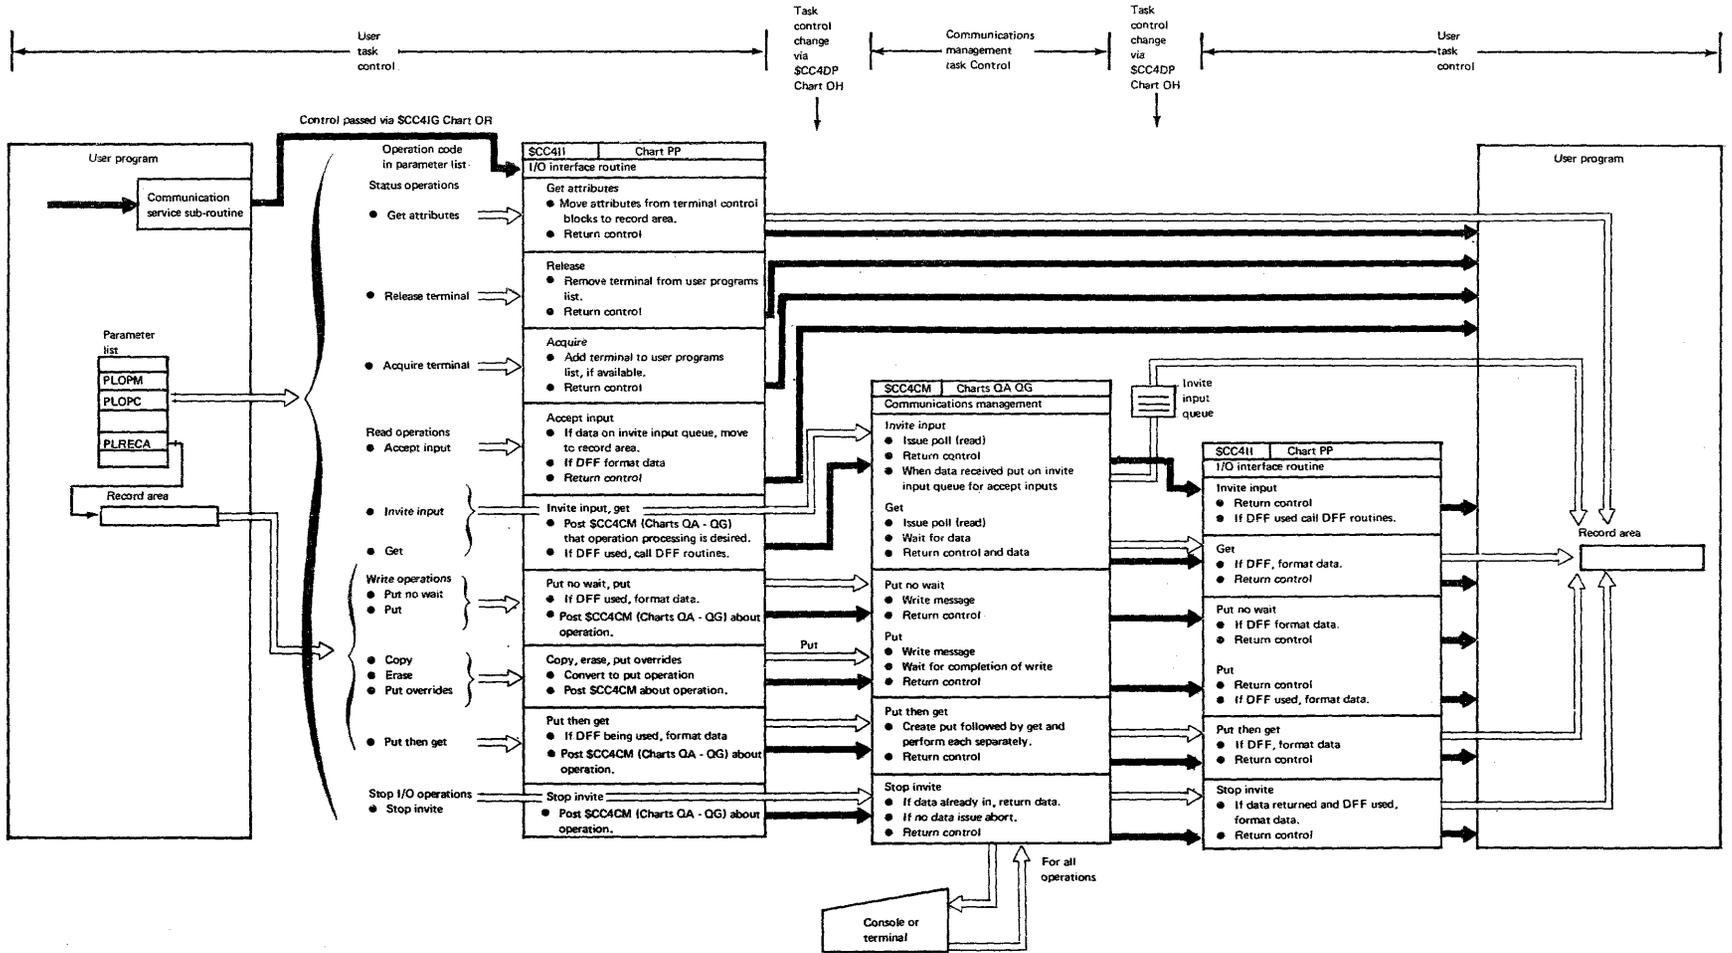 User
task
control
Task
control
change
via
$CC4DP
Chart OH
Communications
management
task Control
Task
control
change
via
$CC4DP
Chart OH
User
task
control
Control passed via $CC4IG Chart OR
User program
Communication
service sub-routine
Parameter
list
PLOPM
PLOPC
PLRECA
Record area
Operation code
in parameter list
Status operations
● Get attributes
● Release terminal
● Acquire terminal
Read operations
● Accept input
● Invite input
● Get
Write operations
● Put no wait
● Put
● Copy
● Erase
● Put overrides
● Put then get
Stop I/O operations
● Stop invite
$CC4II Chart PP
I/O interface routine
Get attributes
● Move attributes from terminal control
blocks to record area.
● Return control
Release
● Remove terminal from user programs
list.
● Return control
Acquire
● Add terminal to user programs
list, if available.
● Return control
Accept input
● If data on invite input queue, move
to record area.
● If DFF format data
● Return control
Invite input, get
● Post $CC4CM (Charts QA - QG)
that operation processing is desired.
● If DFF used, call DFF routines.
Put no wait, put
● If DFF used, format data.
● Post $CC4CM (Charts QA - QG) about
operation.
Copy, erase, put overrides
● Convert to put operation
● Post $CC4CM about operation.
Put then get
● If DFF being used, format data
● Post $CC4CM (Charts QA - QG) about
operation.
Stop invite
● Post $CC4CM (Charts QA - QG) about
operation.
Put
$CC4CM Charts QA QG
Communications management
Invite input
● Issue poll (read)
● Return control
● When data received put on invite
input queue for accept inputs
Get
● Issue poll (read)
● Wait for data
● Return control and data
Put no wait
● Write message
● Return control
Put
● Write message
● Wait for completion of write
● Return control
Put then get
● Create put followed by get and
perform each separately.
● Return control
Stop invite
● If data already in, return data.
● If no data issue abort.
● Return control
For all
operations
Console or
terminal
Invite
input
queue
$CC4II Chart PP
I/O interface routine
Invite input
● Return control
● If DFF used call DFF routines.
Get
● If DFF, format data.
● Return control
Put no wait
● If DFF format data.
● Return control
Put
● Return control
● If DFF used, format data.
Put then get
● If DFF, format data
● Return control
Stop invite
● If data returned and DFF used,
format data.
● Return control
User program
Record area